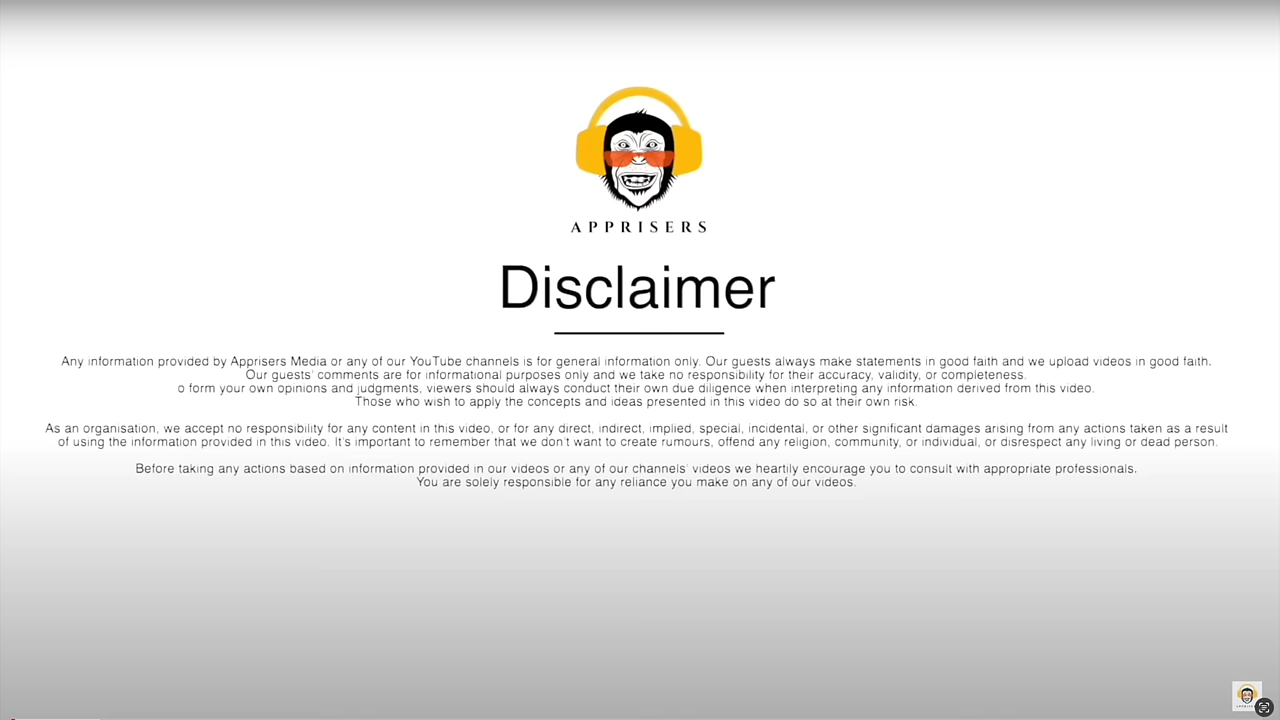 APPRISERS
Disclaimer
Any information provided by Apprisers Media or any of our YouTube channels is for general information only. Our guests always make statements in good faith and we upload videos in good faith.
Our guests' comments are for informational purposes only and we take no responsibility for their accuracy, validity, or completeness.
o form your own opinions and judgments, viewers should always conduct their own due diligence when interpreting any information derived from this video.
Those who wish to apply the concepts and ideas presented in this video do so at their own risk.
As an organisation, we accept no responsibility for any content in this video, or for any direct, indirect, implied, special, incidental, or other significant damages arising from any actions taken as a result
of using the information provided in this video. It's important to remember that we don't want to create rumours, offend any religion, community, or individual, or disrespect any living or dead person.
Before taking any actions based on information provided in our videos or any of our channels' videos we heartily encourage you to consult with appropriate professionals.
You are solely responsible for any reliance you make on any of our videos.